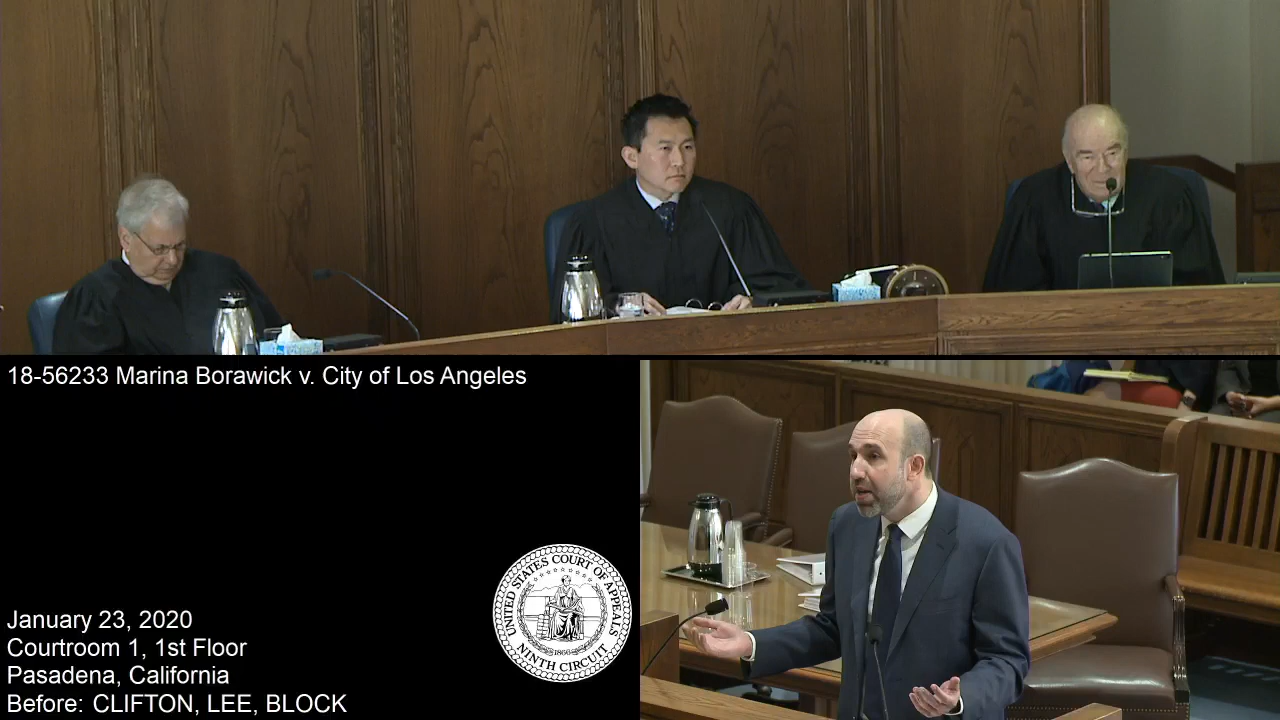 18-56233 Marina Borawick v. City of Los Angeles
UNITED STATES COURT OF APPEALS
1866
NINTH CIRCUIT
January 23, 2020
Courtroom 1, 1st Floor
Pasadena, California
Before: CLIFTON, LEE, BLOCK